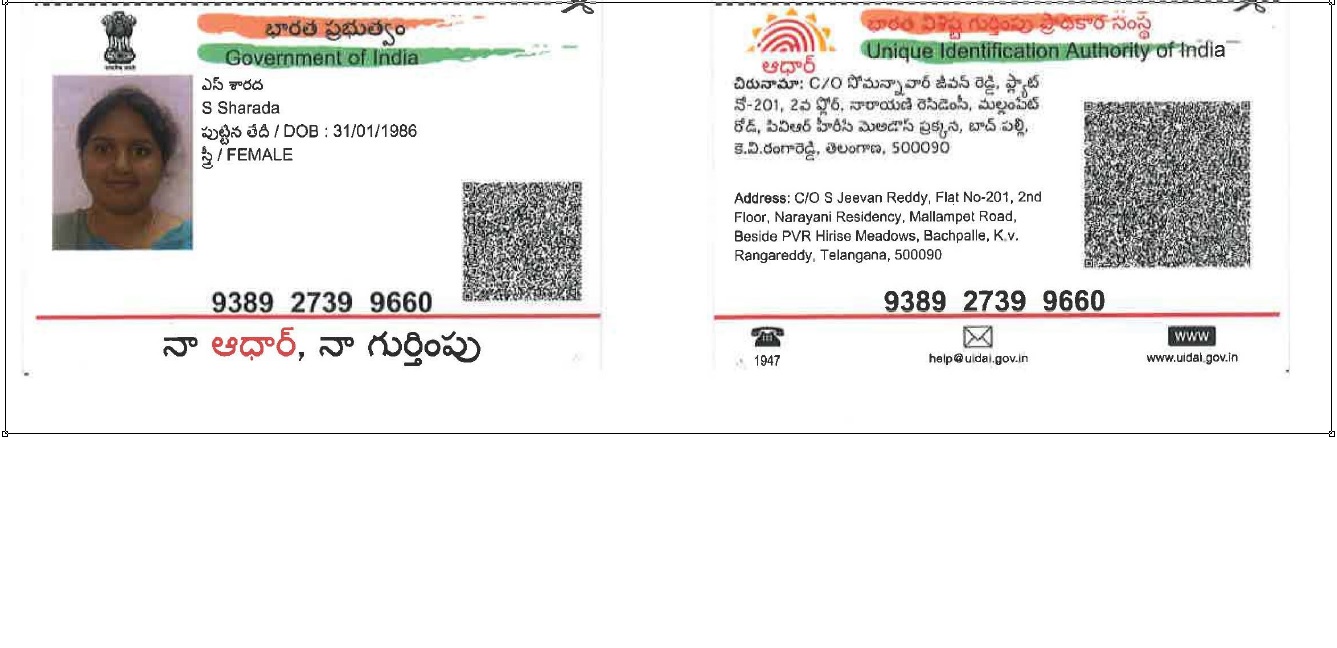 భారత ప్రభుత్వం
Government of India
ఎస్ శారద
S Sharada
పుట్టిన తేదీ / DOB : 31/01/1986
స్త్రీ / FEMALE
9389 2739 9660
నా ఆధార్, నా గుర్తింపు
భారత విశిష్ట గుర్తింపు ప్రాధికార సంస్థ
Unique Identification Authority of India
ఆధార్
చిరునామా: C/O సోమన్నావార్ జీవన్ రెడ్డి, ఫ్లాట్
నో-201, 2వ ఫ్లోర్, నారాయణి రెసిడెంసీ, మల్లంపేట్
రోడ్, పివిఆర్ హీరీసె మెఅడొస్ ప్రక్కన, బాచ్ పల్లి,
కె.వి.రంగారెడ్డి, తెలంగాణ, 500090
Address: C/O S Jeevan Reddy, Flat No-201, 2nd
Floor, Narayani Residency, Mallampet Road,
Beside PVR Hirise Meadows, Bachpalle, K.v.
Rangareddy, Telangana, 500090
9389 2739 9660
1947
help@uidai.gov.in
WWW
www.uidai.gov.in